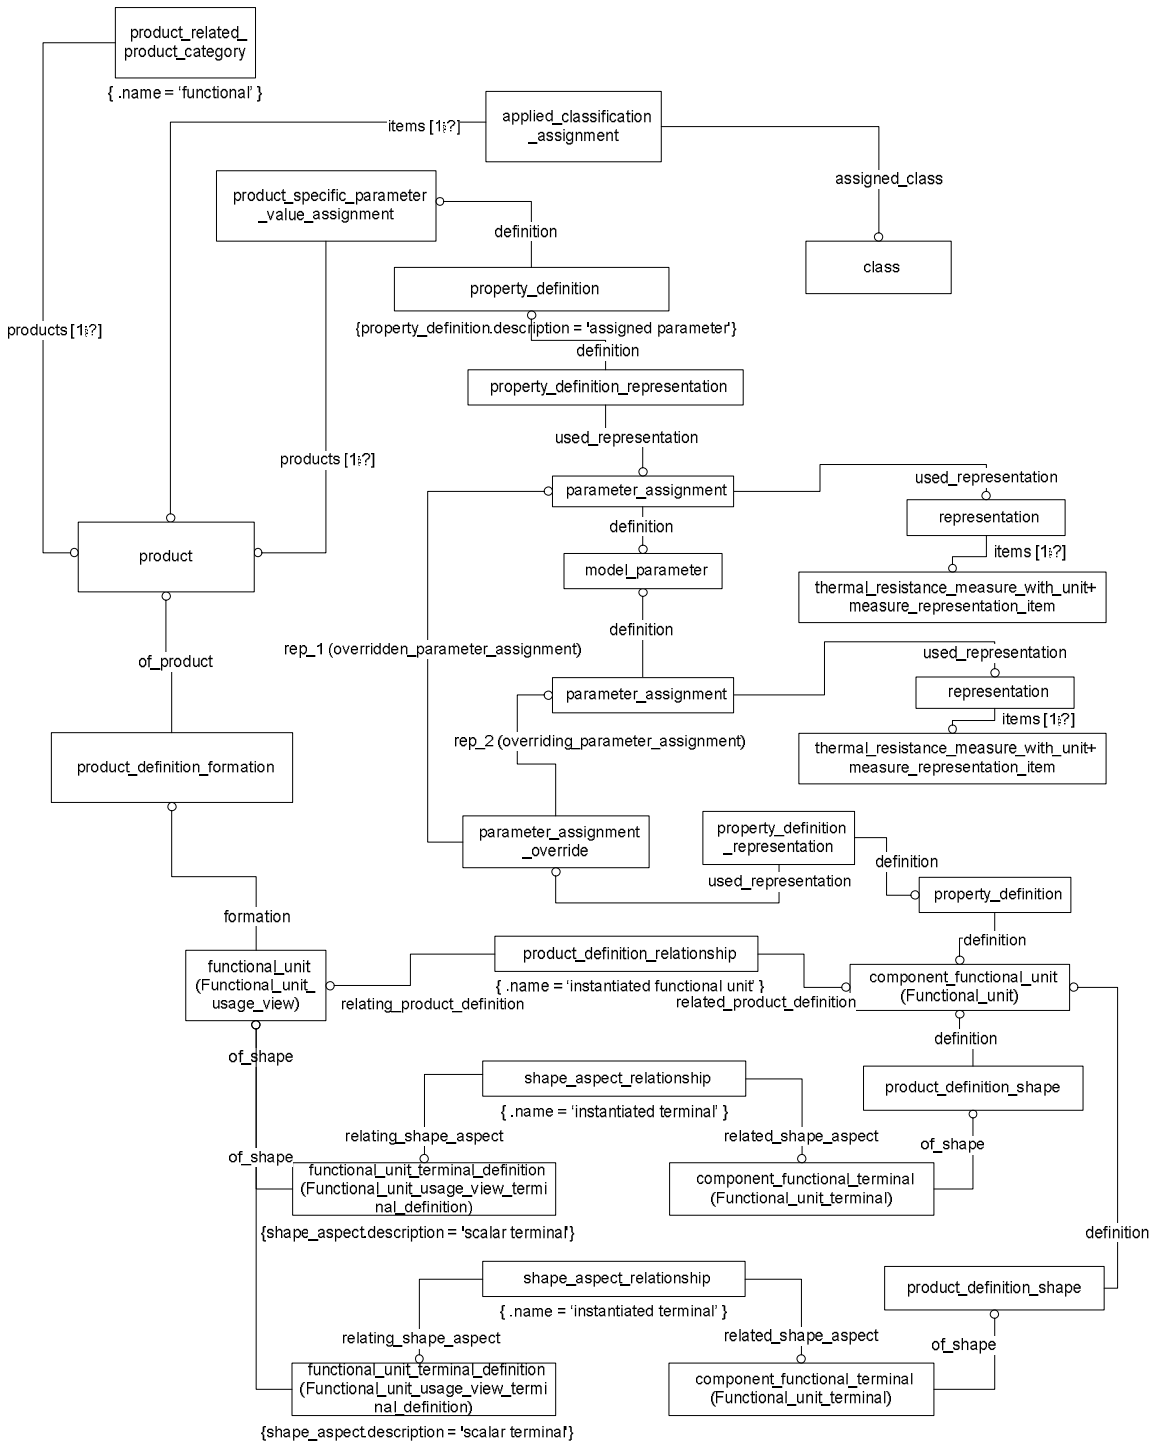 product_related_
product_category
{ .name = ‘functional’ }
applied_classification
_assignment
items [1:?]
assigned_class
class
product_specific_parameter
_value_assignment
definition
property_definition
{property_definition.description = 'assigned parameter'}
definition
products [1:?]
property_definition_representation
used_representation
products [1:?]
parameter_assignment
used_representation
representation
items [1:?]
definition
product
model_parameter
thermal_resistance_measure_with_unit+
measure_representation_item
definition
rep_1 (overridden_parameter_assignment)
used_representation
of_product
parameter_assignment
representation
items [1:?]
rep_2 (overriding_parameter_assignment)
thermal_resistance_measure_with_unit+
measure_representation_item
product_definition_formation
parameter_assignment
_override
property_definition
_representation
definition
used_representation
property_definition
formation
definition
functional_unit
(Functional_unit_
usage_view)
product_definition_relationship
{ .name = ‘instantiated functional unit’ }
relating_product_definition
related_product_definition
component_functional_unit
(Functional_unit)
of_shape
definition
shape_aspect_relationship
{ .name = ‘instantiated terminal’ }
product_definition_shape
relating_shape_aspect
related_shape_aspect
of_shape
of_shape
functional_unit_terminal_definition
(Functional_unit_usage_view_termi
nal_definition)
{shape_aspect.description = 'scalar terminal'}
component_functional_terminal
(Functional_unit_terminal)
definition
shape_aspect_relationship
{ .name = ‘instantiated terminal’ }
product_definition_shape
relating_shape_aspect
related_shape_aspect
of_shape
functional_unit_terminal_definition
(Functional_unit_usage_view_termi
nal_definition)
{shape_aspect.description = 'scalar terminal'}
component_functional_terminal
(Functional_unit_terminal)